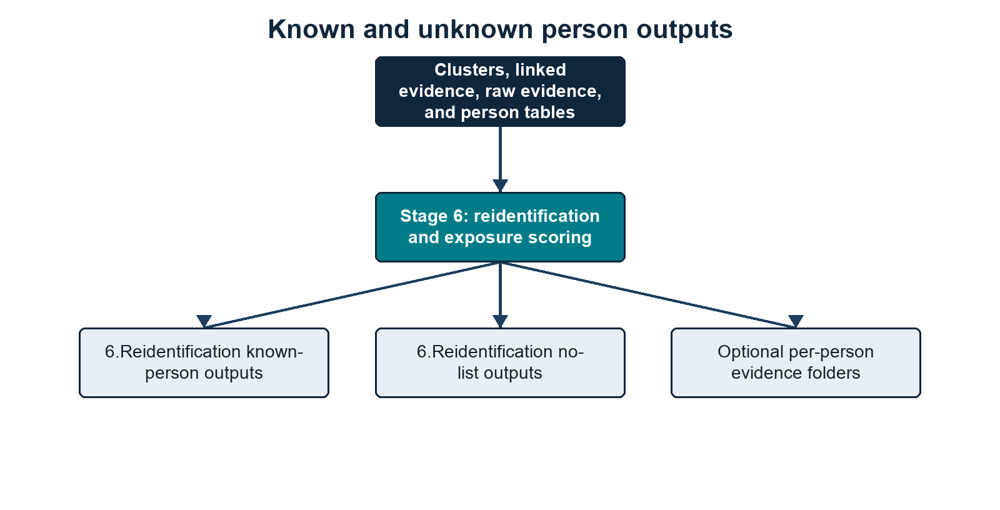 Known and unknown person outputs
Clusters, linked
evidence, raw evidence,
and person tables
Stage 6: reidentification
and exposure scoring
6.Reidentification known-
person outputs
6.Reidentification no-
list outputs
Optional per-person
evidence folders